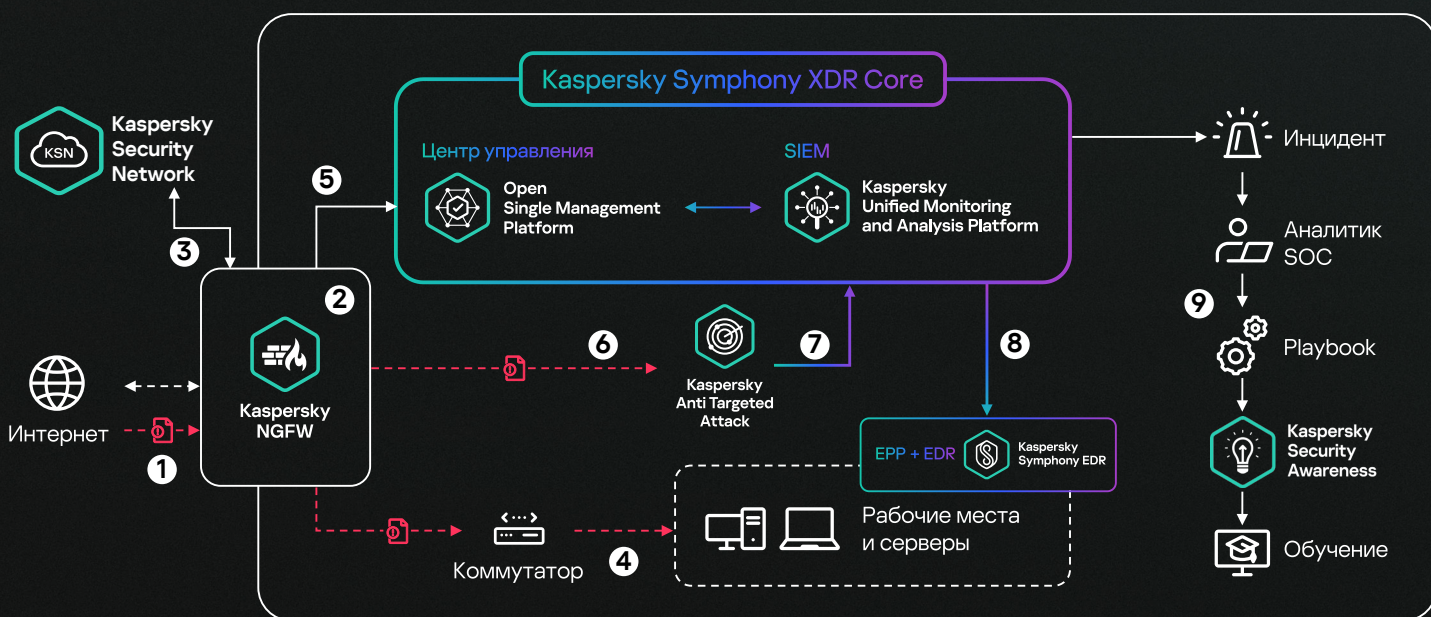 Kaspersky Symphony XDR Core
KSN
Kaspersky
Security
Network
Центр управления
Open
Single Management
Platform
SIEM
Kaspersky
Unified Monitoring
and Analysis Platform
Инцидент
Аналитик
SOC
Playbook
Kaspersky
Security
Awareness
Обучение
5
3
2
Kaspersky
NGFW
Интернет
1
6
Kaspersky
Anti Targeted
Attack
7
8
9
EPP + EDR
Kaspersky
Symphony EDR
Рабочие места
и серверы
Коммутатор
4